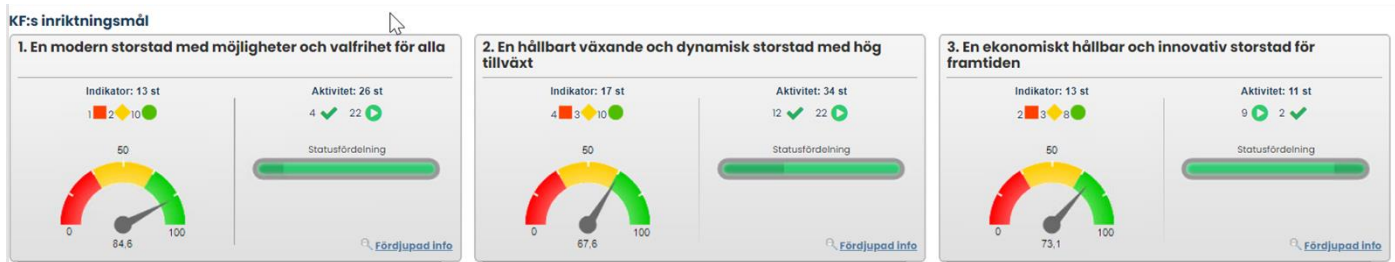 KF:s inriktningsmål
1. En modern storstad med möjligheter och valfrihet för alla
Indikator: 13 st
1 2 10
Aktivitet: 26 st
4 22
Statusfördelning
50
0
100
84,6
Fördjupad info
2. En hållbart växande och dynamisk storstad med hög
tillväxt
Indikator: 17 st
4 3 10
Aktivitet: 34 st
12 22
Statusfördelning
50
0
100
67,6
Fördjupad info
3. En ekonomiskt hållbar och innovativ storstad för
framtiden
Indikator: 13 st
2 3 8
Aktivitet: 11 st
9 2
Statusfördelning
50
0
100
73,1
Fördjupad info